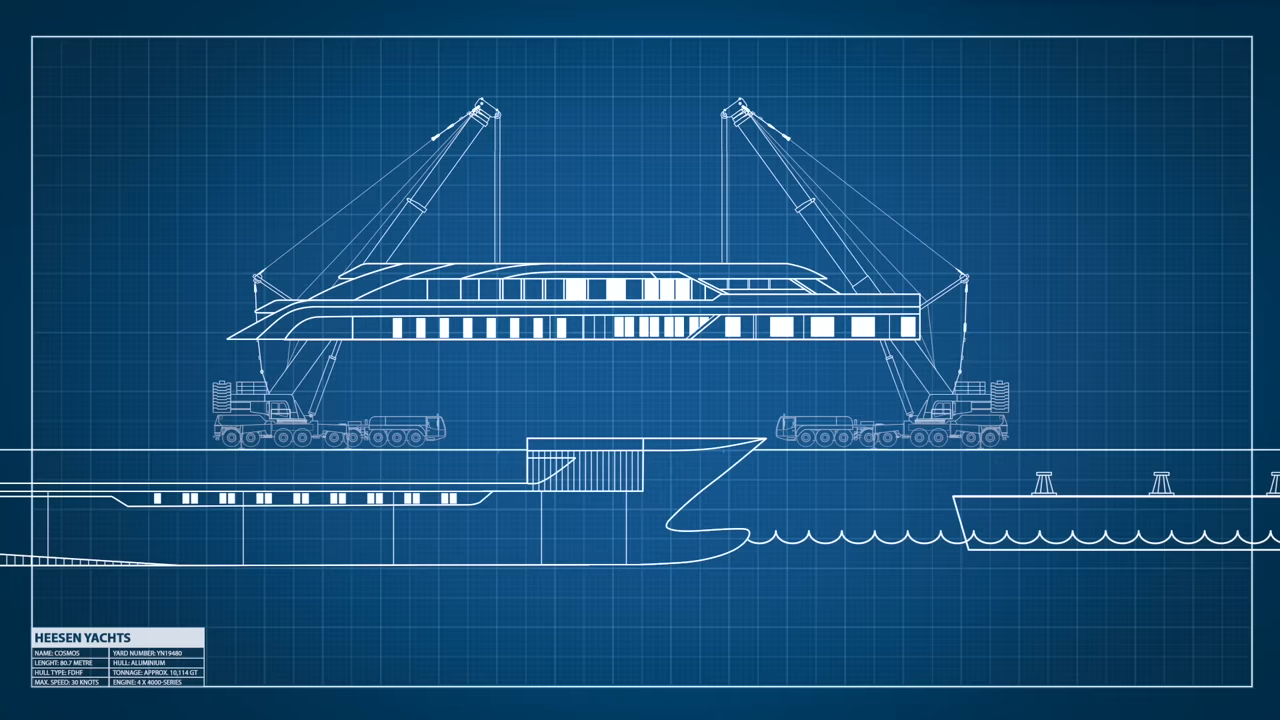 HEESEN YACHTS
NAME: COSMOS YARD NUMBER: YN19480
LENGHT: 80.7 METRE HULL: ALUMINIUM
HULL TYPE: FDHF TONNAGE: APPROX. 10,114 GT
MAX. SPEED: 30 KNOTS ENGINE: 4 X 4000-SERIES